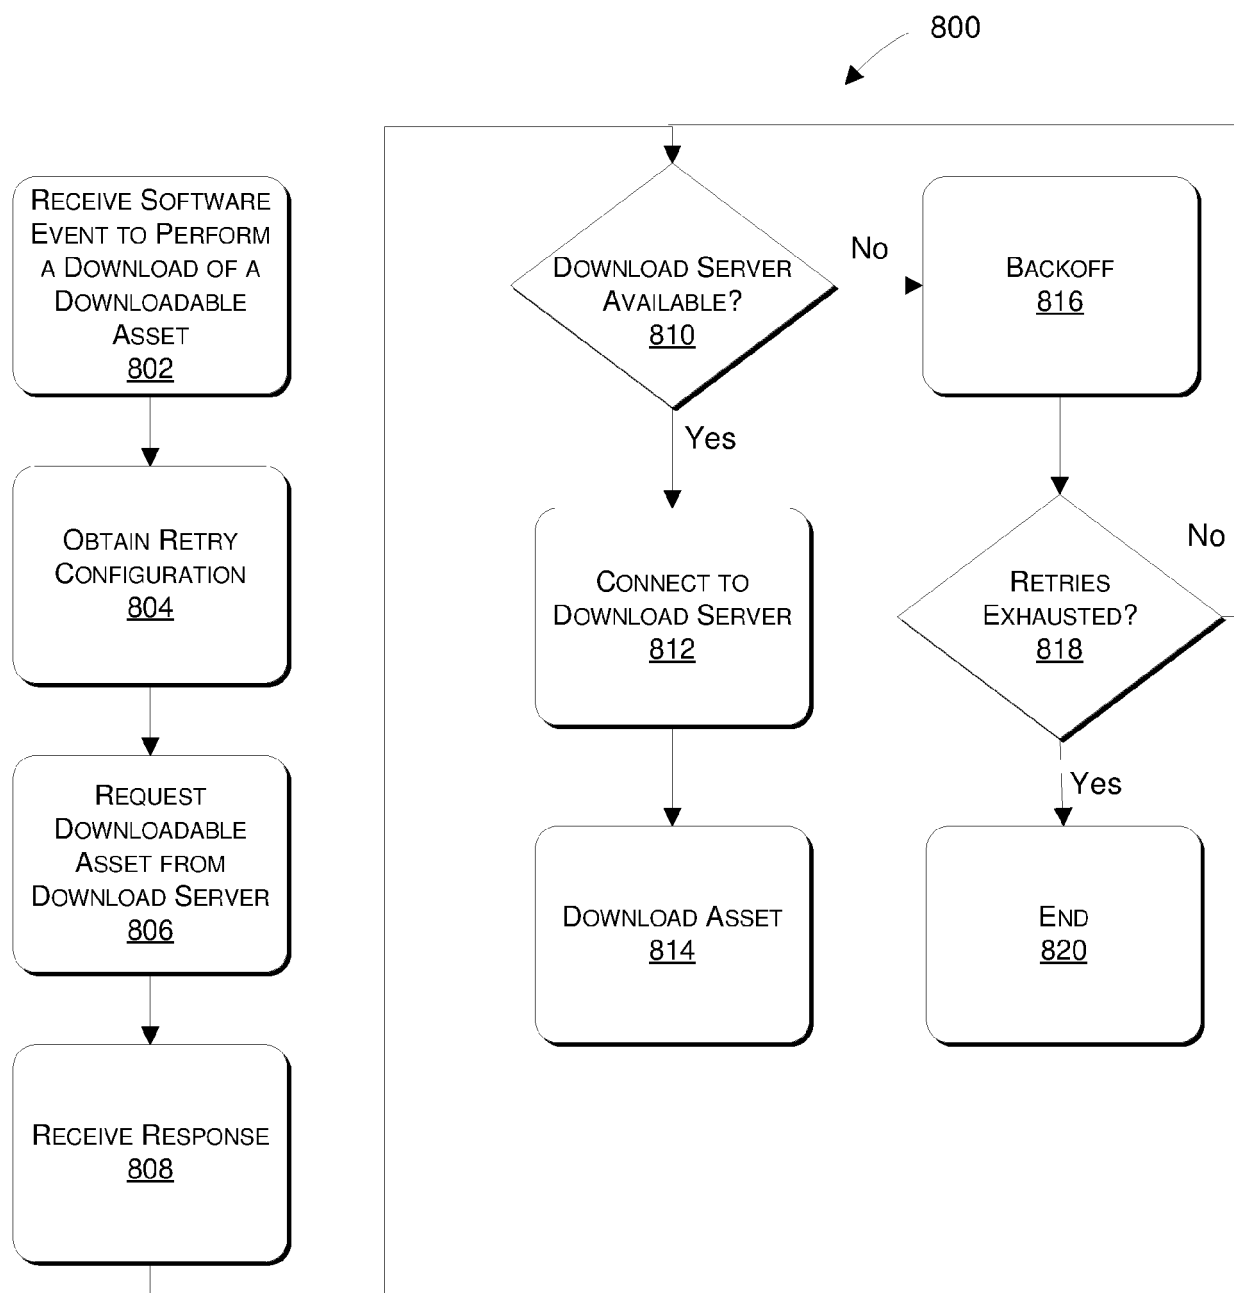 800
RECEIVE SOFTWARE
EVENT TO PERFORM
A DOWNLOAD OF A
DOWNLOADABLE
ASSET
802
OBTAIN RETRY
CONFIGURATION
804
REQUEST
DOWNLOADABLE
ASSET FROM
DOWNLOAD SERVER
806
RECEIVE RESPONSE
808
DOWNLOAD SERVER
AVAILABLE?
810
No
Yes
CONNECT TO
DOWNLOAD SERVER
812
DOWNLOAD ASSET
814
BACKOFF
816
RETRIES
EXHAUSTED?
818
No
Yes
END
820